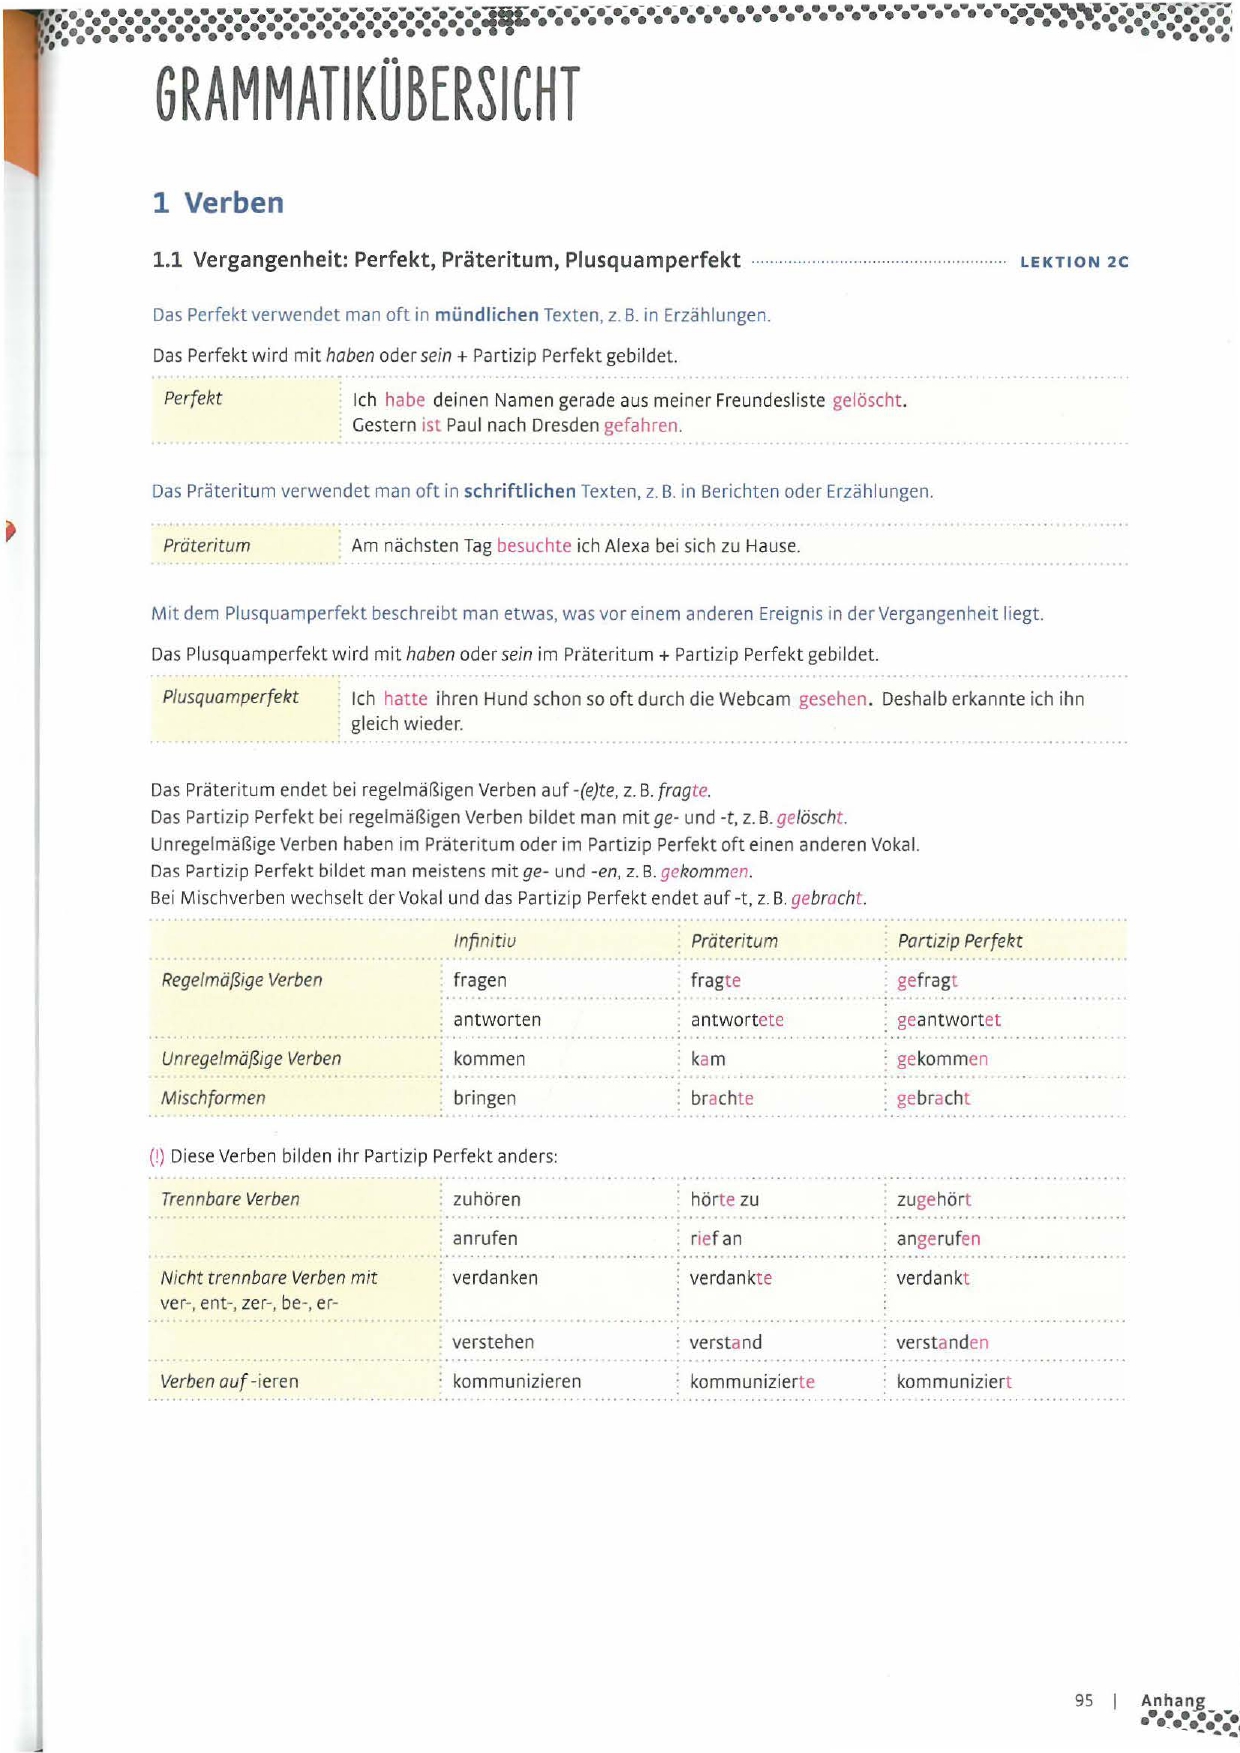 GRAMMATIKÜBERSICHT
1 Verben
1.1 Vergangenheit: Perfekt, Präteritum, Plusquamperfekt LEKTION 2C
Das Perfekt verwendet man oft in mündlichen Texten, z. B. in Erzählungen.
Das Perfekt wird mit haben oder sein + Partizip Perfekt gebildet.
Perfekt Ich habe deinen Namen gerade aus meiner Freundesliste gelöscht.
Gestern ist Paul nach Dresden gefahren.
Das Präteritum verwendet man oft in schriftlichen Texten, z. B. in Berichten oder Erzählungen.
Präteritum Am nächsten Tag besuchte ich Alexa bei sich zu Hause.
Mit dem Plusquamperfekt beschreibt man etwas, was vor einem anderen Ereignis in der Vergangenheit liegt.
Das Plusquamperfekt wird mit haben oder sein im Präteritum + Partizip Perfekt gebildet.
Plusquamperfekt Ich hatte ihren Hund schon so oft durch die Webcam gesehen. Deshalb erkannte ich ihn
gleich wieder.
Das Präteritum endet bei regelmäßigen Verben auf -(e)te, z. B. fragte.
Das Partizip Perfekt bei regelmäßigen Verben bildet man mit ge- und -t, z. B. gelöscht.
Unregelmäßige Verben haben im Präteritum oder im Partizip Perfekt oft einen anderen Vokal.
Das Partizip Perfekt bildet man meistens mit ge- und -en, z. B. gekommen.
Bei Mischverben wechselt der Vokal und das Partizip Perfekt endet auf -t, z. B. gebracht.
Infinitiv Präteritum Partizip Perfekt
Regelmäßige Verben fragen fragte gefragt
antworten antwortete geantwortet
Unregelmäßige Verben kommen kam gekommen
Mischformen bringen brachte gebracht
(!) Diese Verben bilden ihr Partizip Perfekt anders:
Trennbare Verben zuhören hörte zu zugehört
anrufen rief an angerufen
Nicht trennbare Verben mit verdanken verdankte verdankt
ver-, ent-, zer-, be-, er-
verstehen verstand verstanden
Verben auf -ieren kommunizieren kommunizierte kommuniziert
95 | Anhang